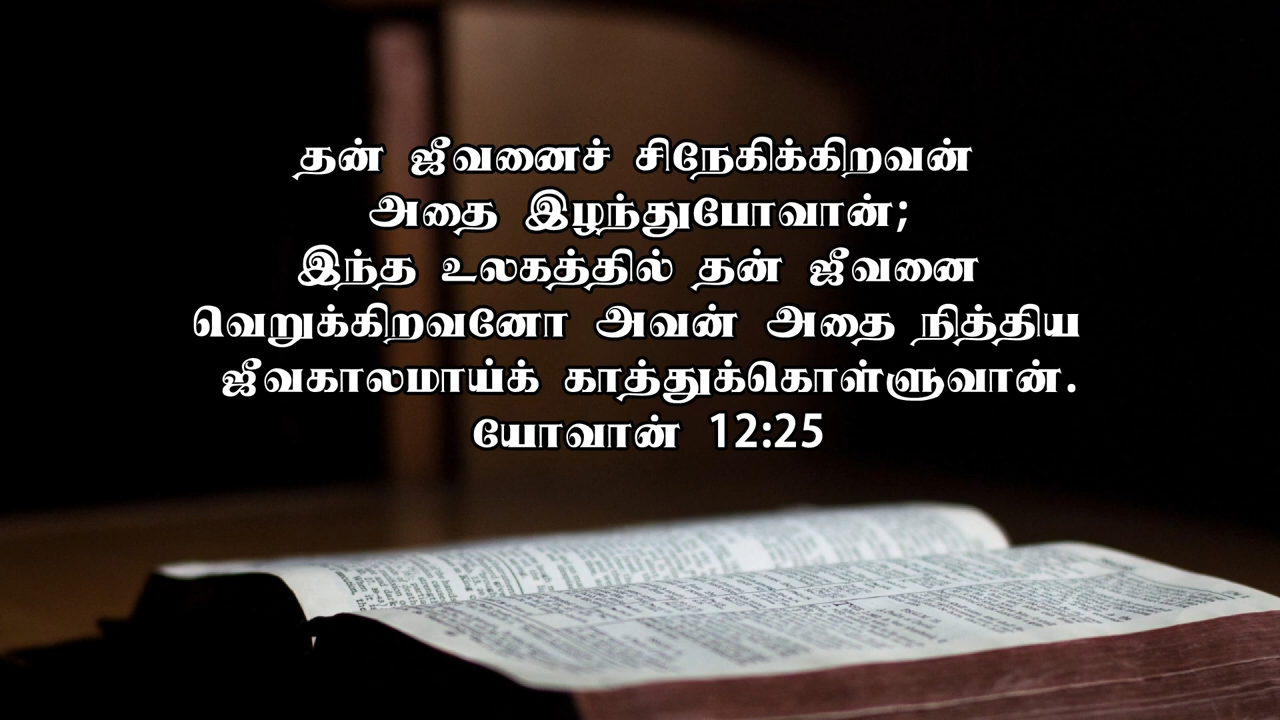 தன் ஜீவனைச் சிநேகிக்கிறவன்
அதை இழந்துபோவான்;
இந்த உலகத்தில் தன் ஜீவனை
வெறுக்கிறவனோ அவன் அதை நித்திய
ஜீவகாலமாய்க் காத்துக்கொள்ளுவான்.
யோவான் 12:25